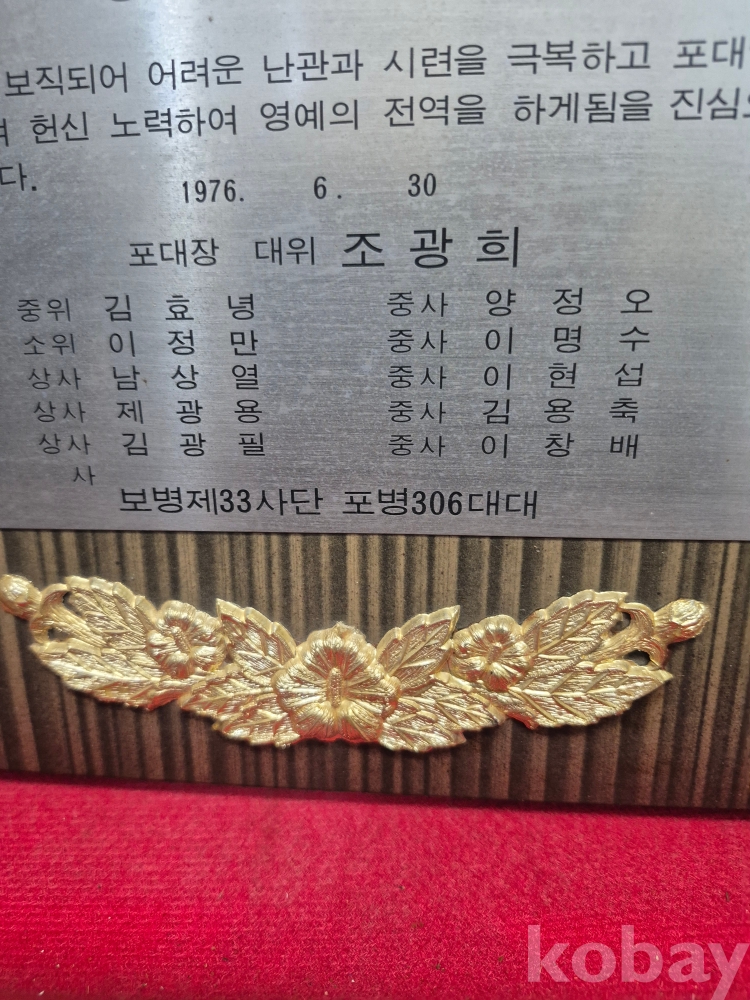 보직되어 어려운 난관과 시련을 극복하고 포대
헌신 노력하여 영예의 전역을 하게됨을 진심으
다.
1976. 6. 30
포대장 대위 조광희
중위 김효녕 중사 양정오
소위 이정만 중사 이명수
상사 남상열 중사 이현섭
상사 제광용 중사 김용축
상사 김광필 중사 이창배
사
보병제33사단 포병306대대
kobay